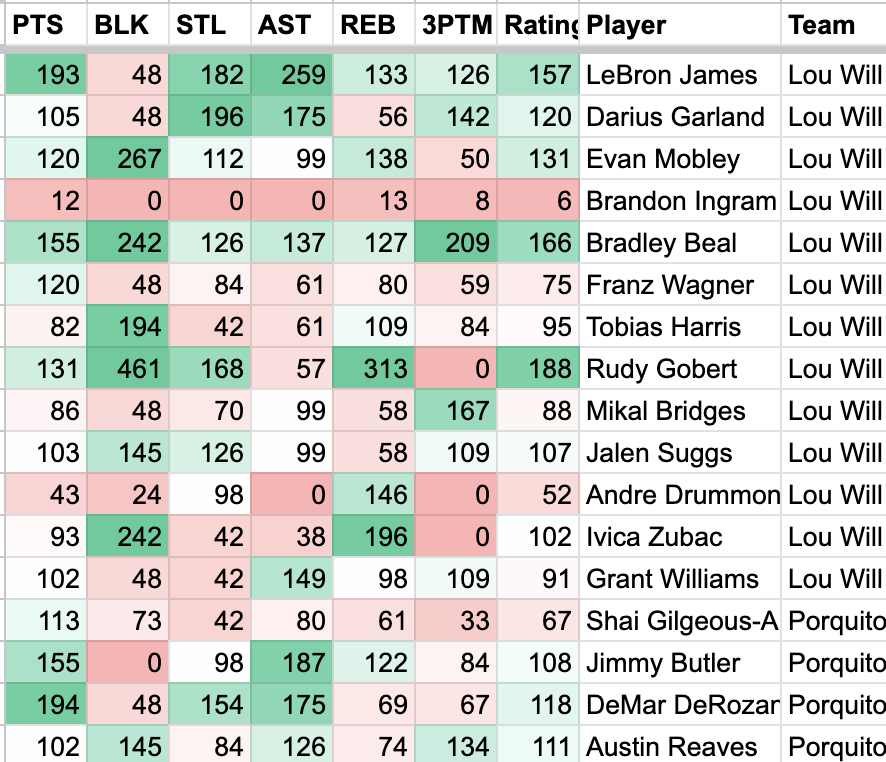 PTS BLK STL AST REB 3PTM Rating Player Team
193 48 182 259 133 126 157 LeBron James Lou Will
105 48 196 175 56 142 120 Darius Garland Lou Will
120 267 112 99 138 50 131 Evan Mobley Lou Will
12 0 0 0 13 8 6 Brandon Ingram Lou Will
155 242 126 137 127 209 166 Bradley Beal Lou Will
120 48 84 61 80 59 75 Franz Wagner Lou Will
82 194 42 61 109 84 95 Tobias Harris Lou Will
131 461 168 57 313 0 188 Rudy Gobert Lou Will
86 48 70 99 58 167 88 Mikal Bridges Lou Will
103 145 126 99 58 109 107 Jalen Suggs Lou Will
43 24 98 0 146 0 52 Andre Drummon Lou Will
93 242 42 38 196 0 102 Ivica Zubac Lou Will
102 48 42 149 98 109 91 Grant Williams Lou Will
113 73 42 80 61 33 67 Shai Gilgeous-A Porquito
155 0 98 187 122 84 108 Jimmy Butler Porquito
194 48 154 175 69 67 118 DeMar DeRozan Porquito
102 145 84 126 74 134 111 Austin Reaves Porquito